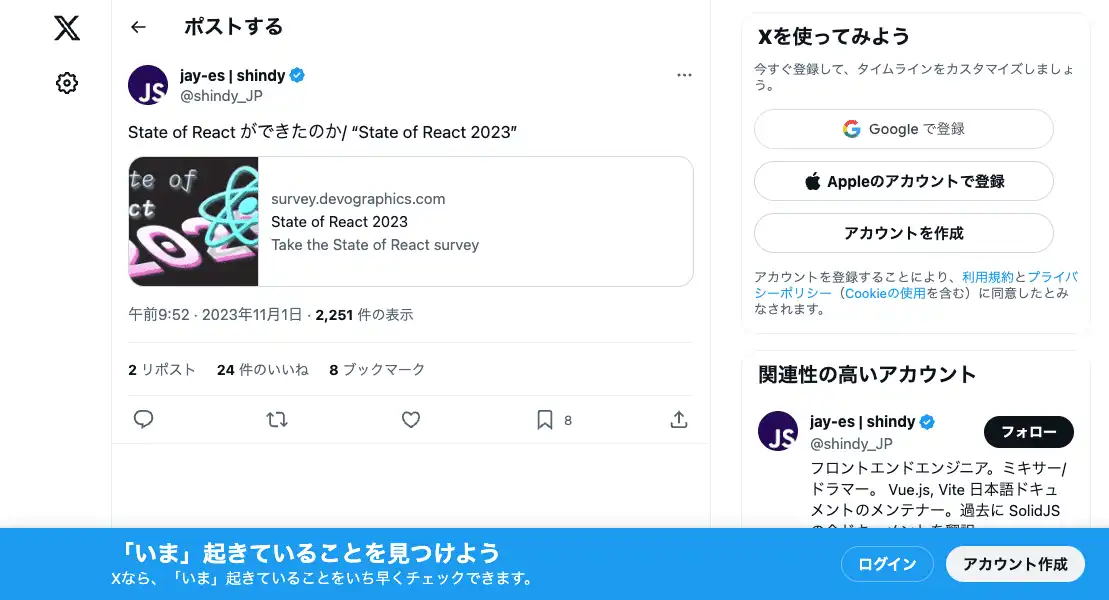 ポストする
jay-es | shindy
@shindy_JP
State of React ができたのか/ “State of React 2023”
te of
ct
202
survey.devographics.com
State of React 2023
Take the State of React survey
午前9:52 · 2023年11月1日 · 2,251 件の表示
2 リポスト 24 件のいいね 8 ブックマーク
8
Xを使ってみよう
今すぐ登録して、タイムラインをカスタマイズしましょ
う。
Google で登録
Appleのアカウントで登録
アカウントを作成
アカウントを登録することにより、利用規約とプライバ
シーポリシー（Cookieの使用を含む）に同意したとみ
なされます。
関連性の高いアカウント
jay-es | shindy
@shindy_JP
フォロー
フロントエンドエンジニア。ミキサー/
ドラマー。 Vue.js, Vite 日本語ドキュ
メントのメンテナー。過去に SolidJS
「いま」起きていることを見つけよう
Xなら、「いま」起きていることをいち早くチェックできます。
ログイン
アカウント作成